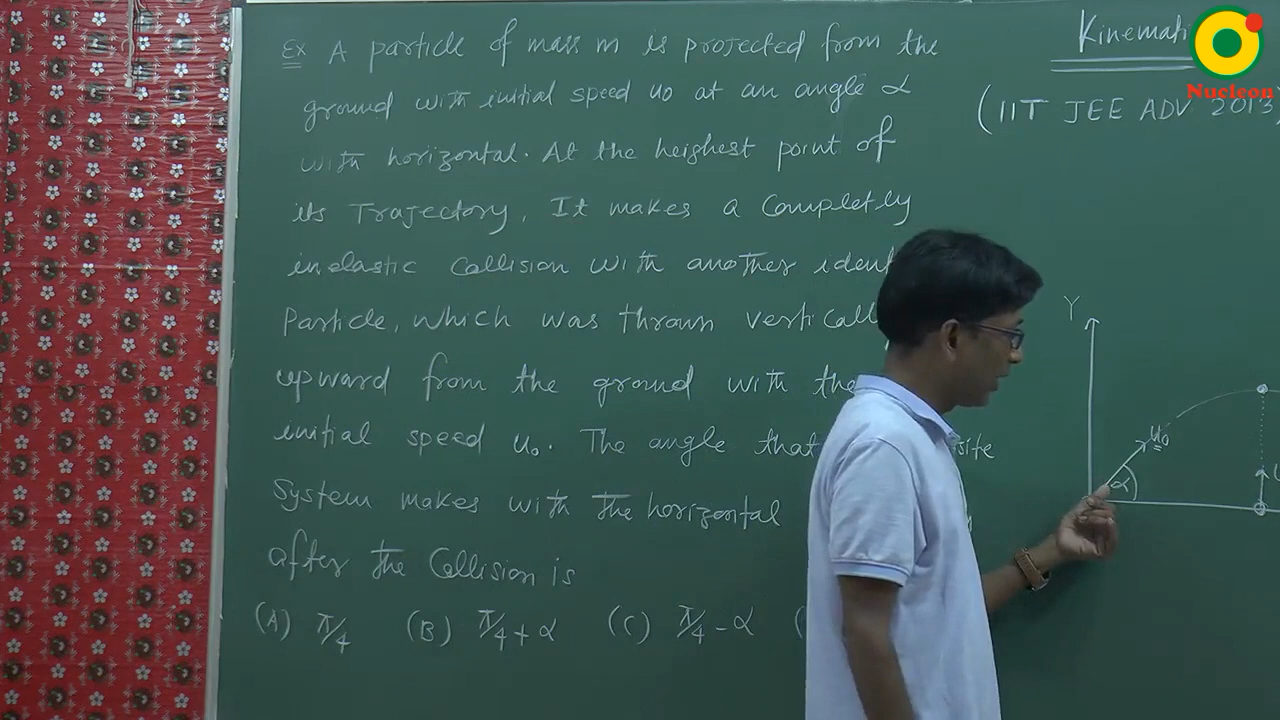 Ex A particle of mass m is projected from the
ground with initial speed u0 at an angle α
with horizontal. At the heighest point of
its Trajectory, It makes a Completly
inelastic Collision with another
Particle, which was thrown
upward from the ground with the
initial speed u0. The angle that
System makes with the horizontal
after the Collision is
(A) π/4 (B) π/4 + α (C) π/4 - α
Nucleon
(IIT JEE ADV 2013)
Y
u0
α